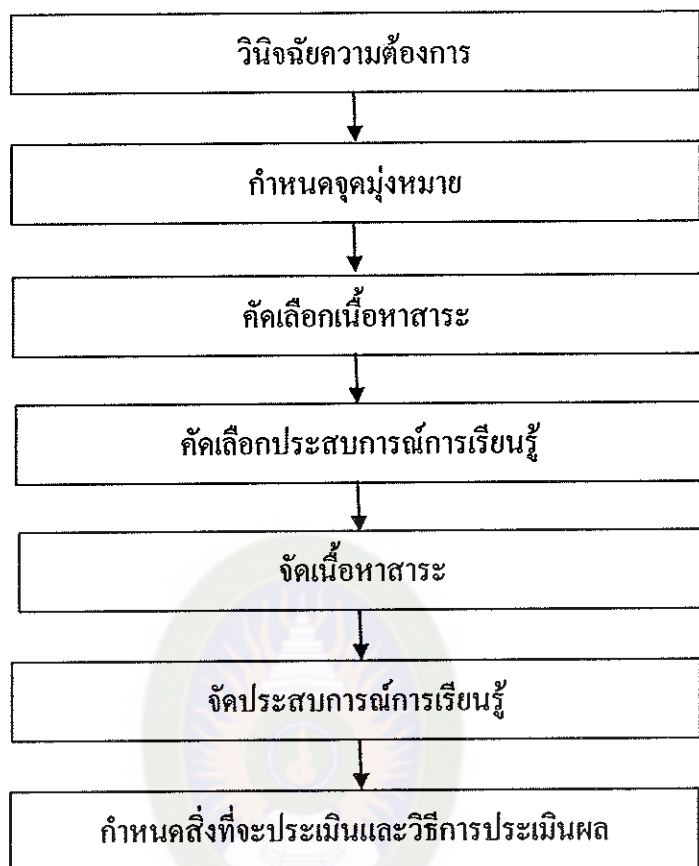 วินิจฉัยความต้องการ
กำหนดจุดมุ่งหมาย
คัดเลือกเนื้อหาสาระ
คัดเลือกประสบการณ์การเรียนรู้
จัดเนื้อหาสาระ
จัดประสบการณ์การเรียนรู้
กำหนดสิ่งที่จะประเมินและวิธีการประเมินผล